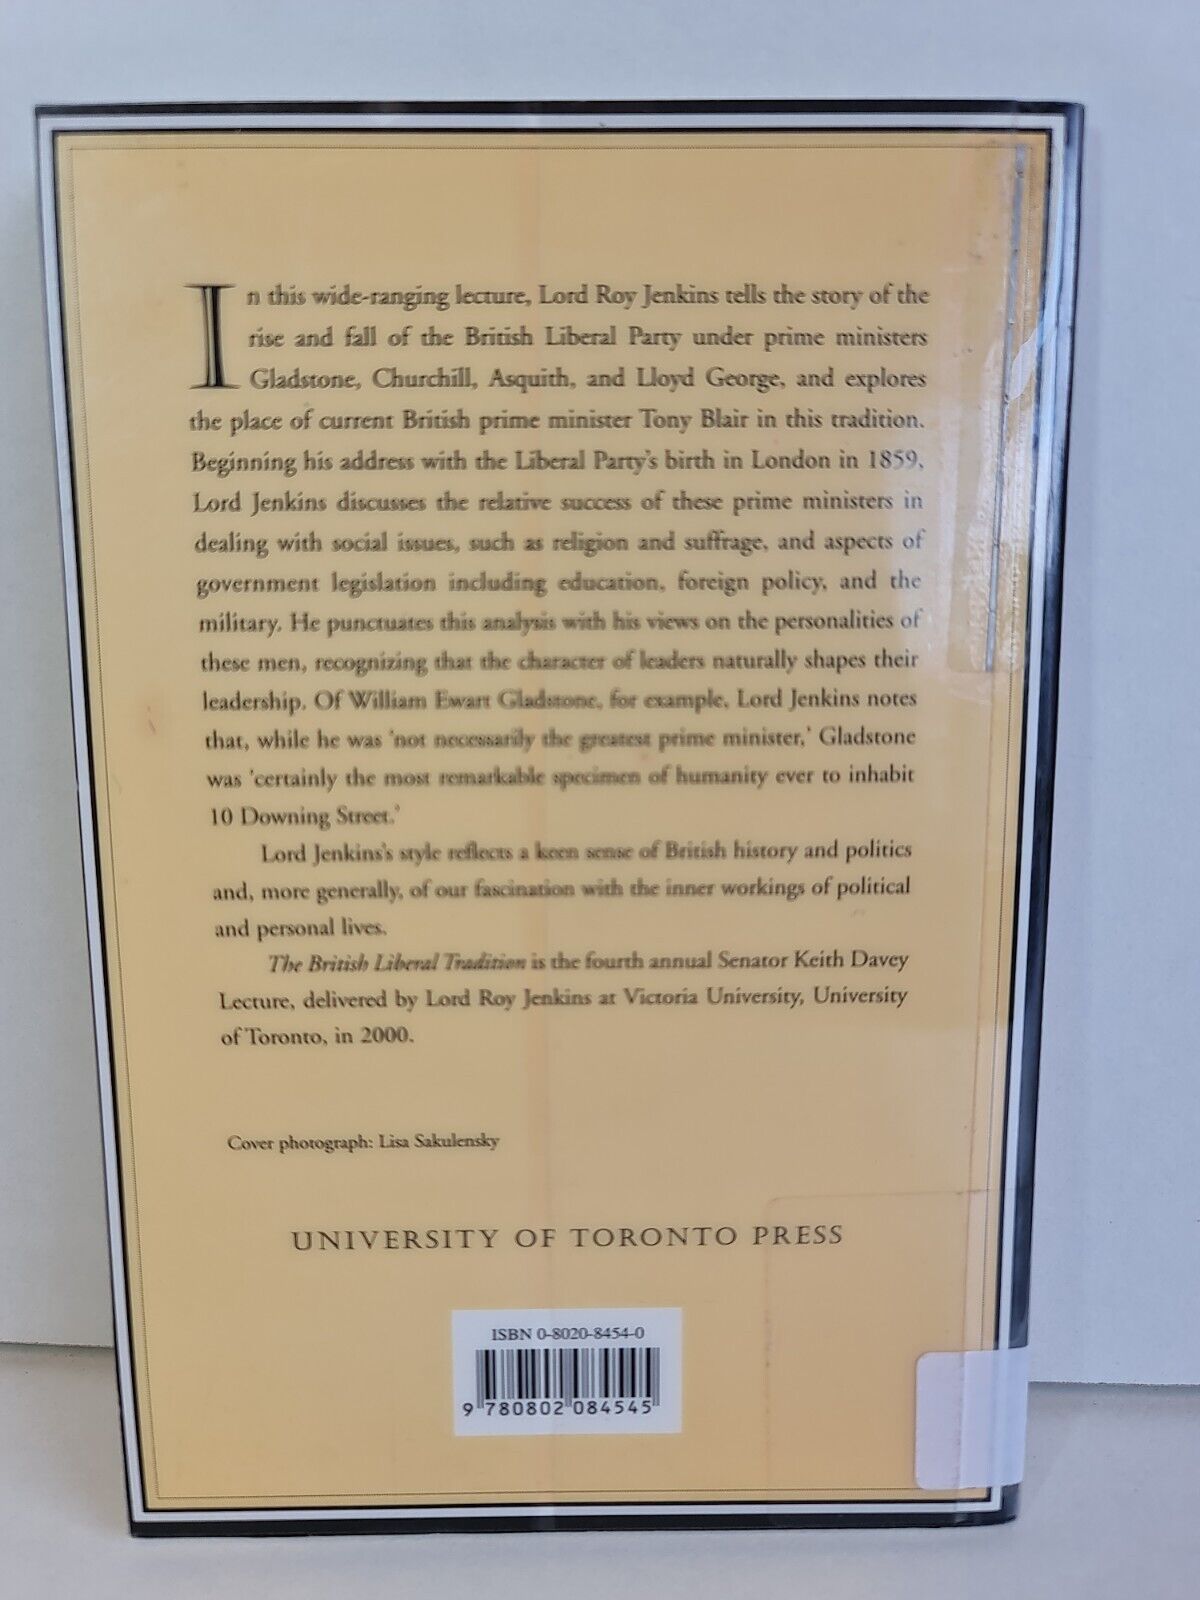 In this wide-ranging lecture, Lord Roy Jenkins tells the story of the
rise and fall of the British Liberal Party under prime ministers
Gladstone, Churchill, Asquith, and Lloyd George, and explores
the place of current British prime minister Tony Blair in this tradition.
Beginning his address with the Liberal Party's birth in London in 1859,
Lord Jenkins discusses the relative success of these prime ministers in
dealing with social issues, such as religion and suffrage, and aspects of
government legislation including education, foreign policy, and the
military. He punctuates this analysis with his views on the personalities of
these men, recognizing that the character of leaders naturally shapes their
leadership. Of William Ewart Gladstone, for example, Lord Jenkins notes
that, while he was 'not necessarily the greatest prime minister,' Gladstone
was 'certainly the most remarkable specimen of humanity ever to inhabit
10 Downing Street.'
Lord Jenkins's style reflects a keen sense of British history and politics
and, more generally, of our fascination with the inner workings of political
and personal lives.
The British Liberal Tradition is the fourth annual Senator Keith Davey
Lecture, delivered by Lord Roy Jenkins at Victoria University, University
of Toronto, in 2000.
Cover photograph: Lisa Sakulensky
UNIVERSITY OF TORONTO PRESS
ISBN 0-8020-8454-0
9 780802 084545